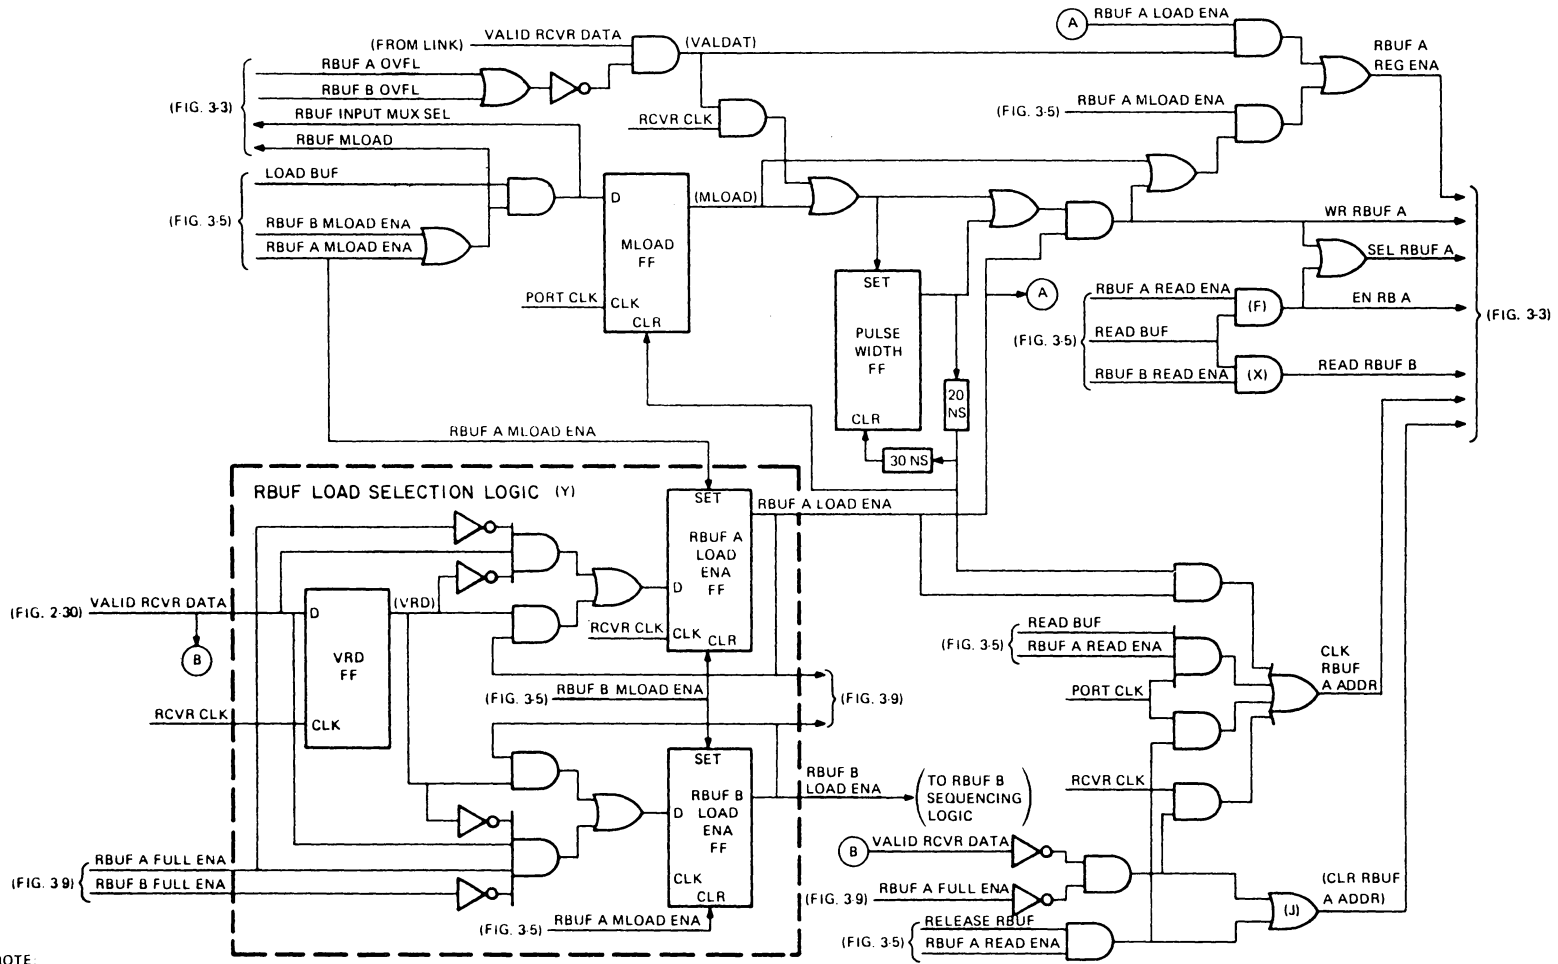 A
RBUF A LOAD ENA
VALID RCVR DATA
(FROM LINK)
(VALDAT)
RBUF A
REG ENA
RBUF A OVFL
RBUF B OVFL
(FIG. 3-3)
RBUF INPUT MUX SEL
RBUF MLOAD
RCVR CLK
RBUF A MLOAD ENA
(FIG. 3-5)
LOAD BUF
(FIG. 3-5)
RBUF B MLOAD ENA
RBUF A MLOAD ENA
D
(MLOAD)
MLOAD
FF
PORT CLK
CLK
CLR
SET
PULSE
WIDTH
FF
CLR
20
NS
30 NS
A
WR RBUF A
SEL RBUF A
RBUF A READ ENA
(F)
EN RB A
(FIG. 3-3)
(FIG. 3-5)
READ BUF
RBUF B READ ENA
(X)
READ RBUF B
RBUF A MLOAD ENA
RBUF LOAD SELECTION LOGIC (Y)
SET
RBUF A LOAD ENA
RBUF A
LOAD
ENA
FF
D
RCVR CLK
CLK
CLR
(FIG. 2-30)
VALID RCVR DATA
D
(VRD)
VRD
FF
B
RCVR CLK
CLK
(FIG. 3-5)
RBUF B MLOAD ENA
(FIG. 3-9)
SET
RBUF B
LOAD
ENA
FF
D
CLK
CLR
RBUF B
LOAD ENA
(TO RBUF B
SEQUENCING
LOGIC)
(FIG. 3-5)
READ BUF
RBUF A READ ENA
PORT CLK
CLK
RBUF
A ADDR
RCVR CLK
B
VALID RCVR DATA
(FIG. 3-9)
RBUF A FULL ENA
RBUF A FULL ENA
(FIG 3 9)
RBUF B FULL ENA
(FIG. 3-5)
RBUF A MLOAD ENA
(CLR RBUF
A ADDR)
(J)
RELEASE RBUF
(FIG. 3-5)
RBUF A READ ENA
NOTE: